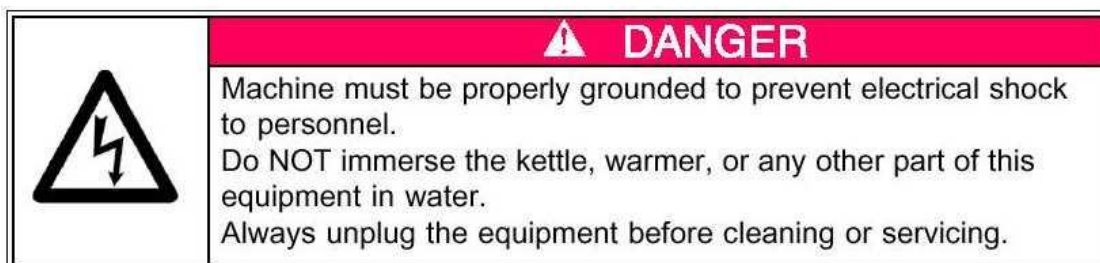 DANGER
Machine must be properly grounded to prevent electrical shock
to personnel.
Do NOT immerse the kettle, warmer, or any other part of this
equipment in water.
Always unplug the equipment before cleaning or servicing.